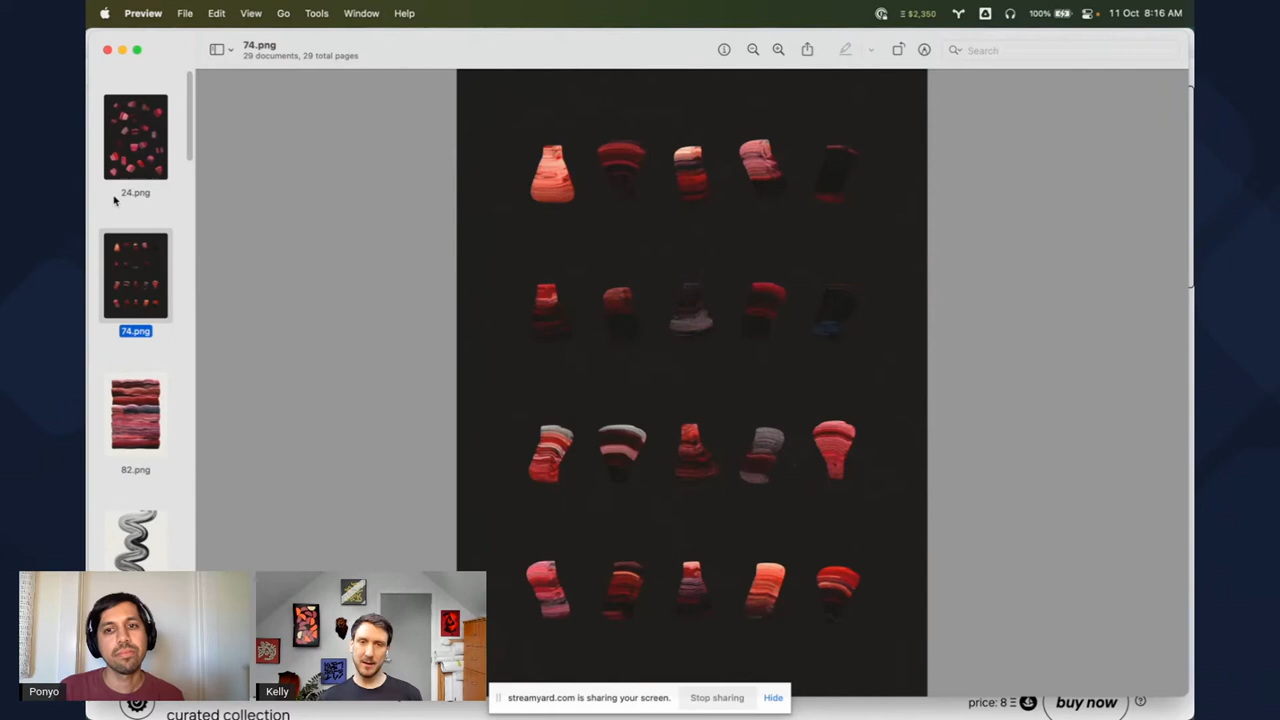 Preview File Edit View Go Tools Window Help
Ξ $2,350 100% 11 Oct 8:16 AM
74.png
29 documents, 29 total pages
Search
24.png
74.png
82.png
Ponyo
Kelly
streamyard.com is sharing your screen. Stop sharing Hide
price: 8 Ξ buy now
curated collection